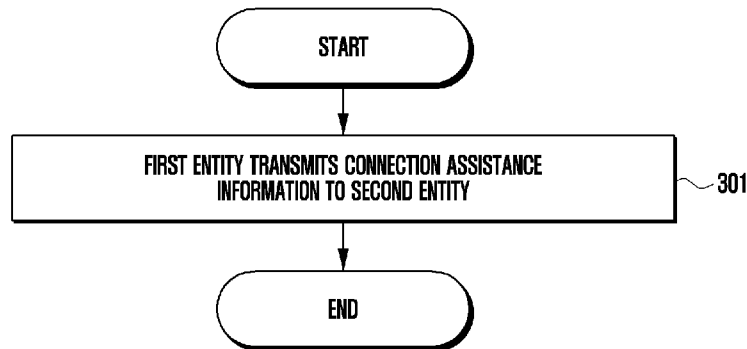 START
FIRST ENTITY TRANSMITS CONNECTION ASSISTANCE
INFORMATION TO SECOND ENTITY
301
END